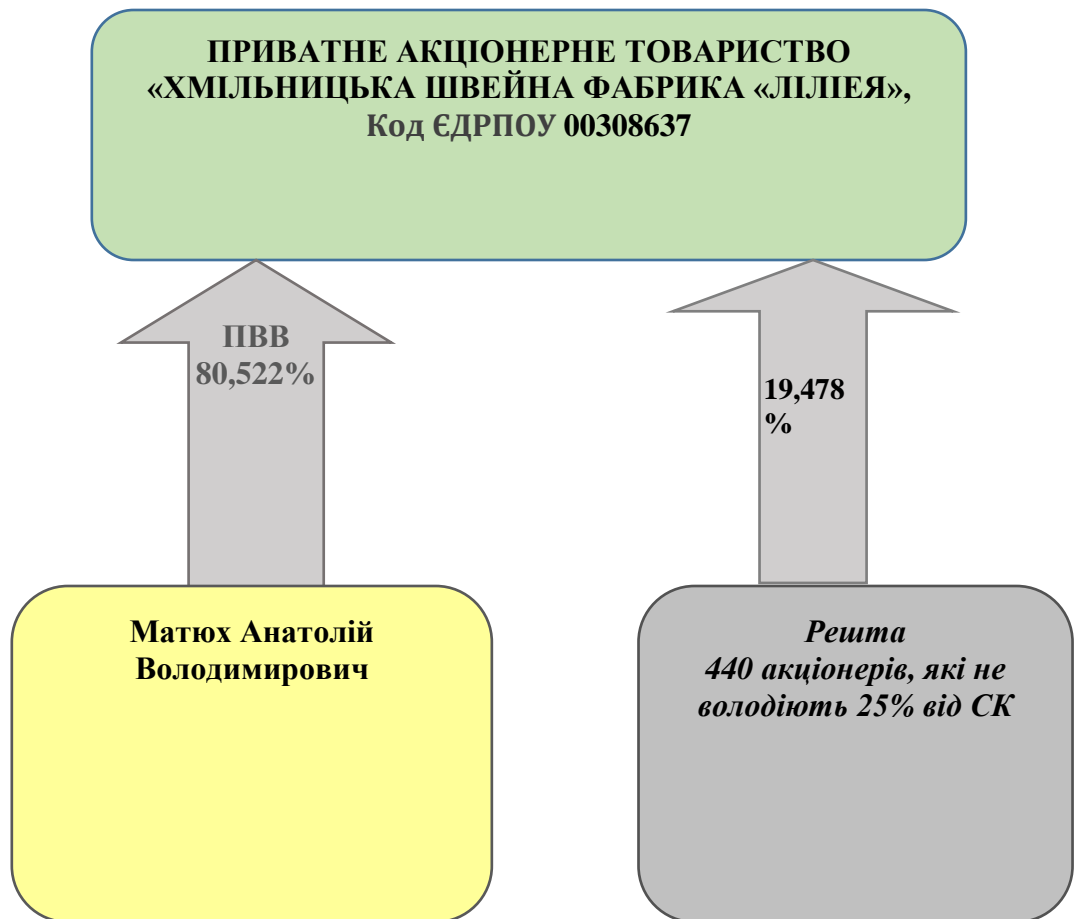 ПРИВАТНЕ АКЦІОНЕРНЕ ТОВАРИСТВО
«ХМІЛЬНИЦЬКА ШВЕЙНА ФАБРИКА «ЛІЛІЕЯ»,
Код ЄДРПОУ 00308637
ПВВ
80,522%
19,478
%
Матюх Анатолій
Володимирович
Решта
440 акціонерів, які не
володіють 25% від СК